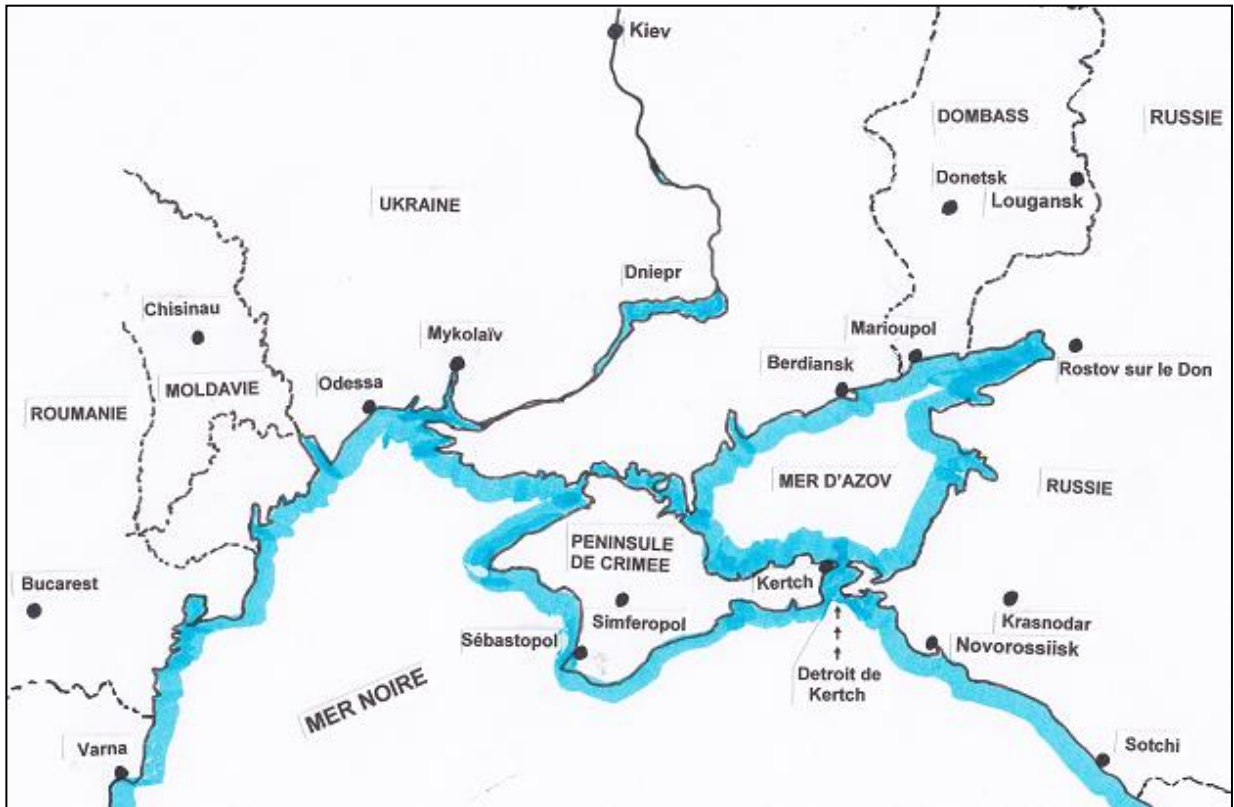 Kiev
DOMBASS
RUSSIE
Donetsk
Lougansk
UKRAINE
Dniepr
Chisinau
Mykolaïv
Marioupol
Berdiansk
Rostov sur le Don
MOLDAVIE
Odessa
ROUMANIE
MER D'AZOV
RUSSIE
PENINSULE
DE CRIMEE
Bucarest
Kertch
Simferopol
Krasnodar
Sébastopol
Novorossiisk
Detroit de
Kertch
MER NOIRE
Varna
Sotchi